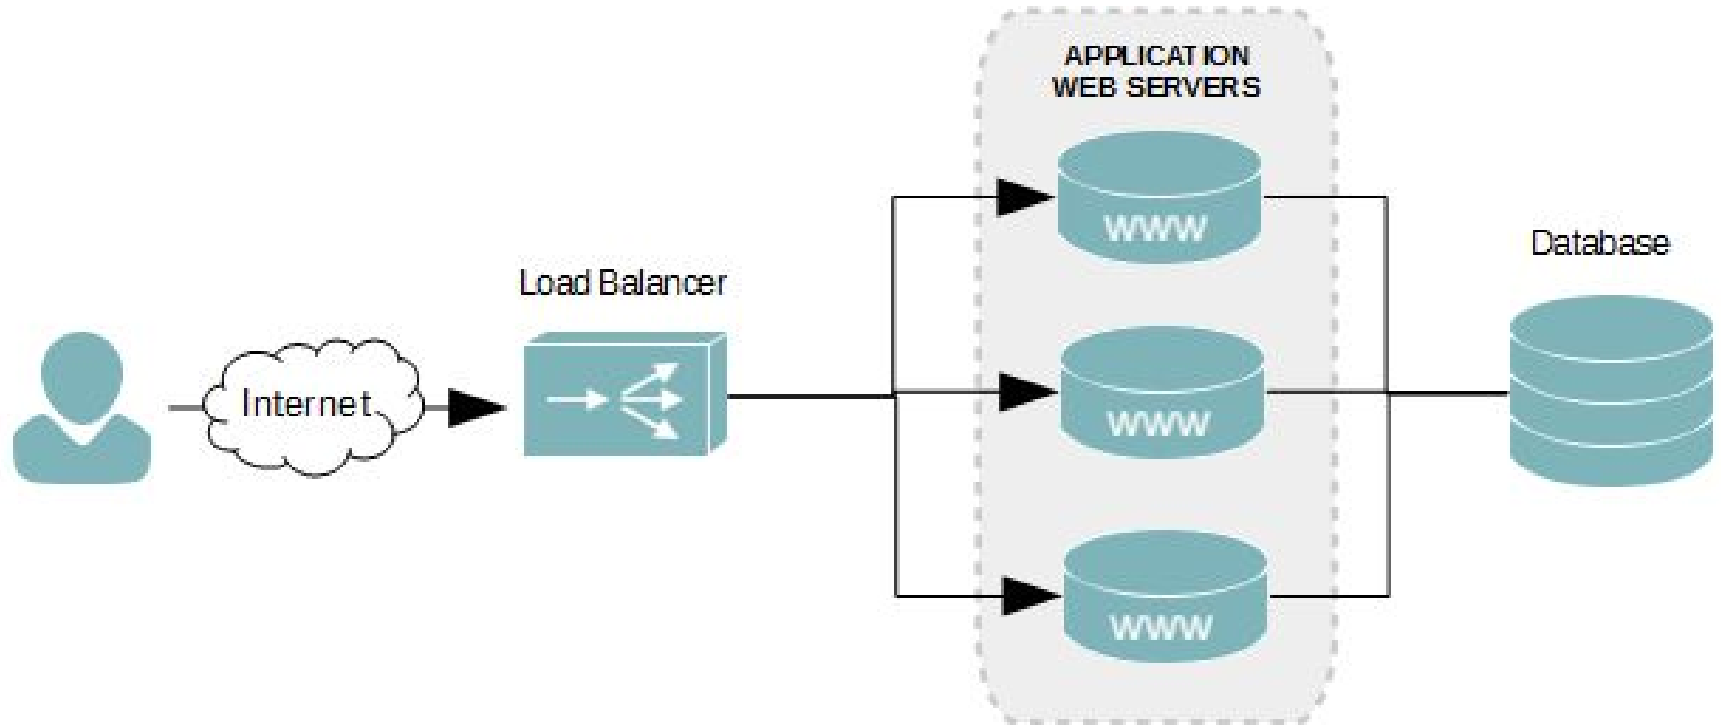 APPLICATION
WEB SERVERS
WWW
Database
Load Balancer
Internet
WWW
WWW